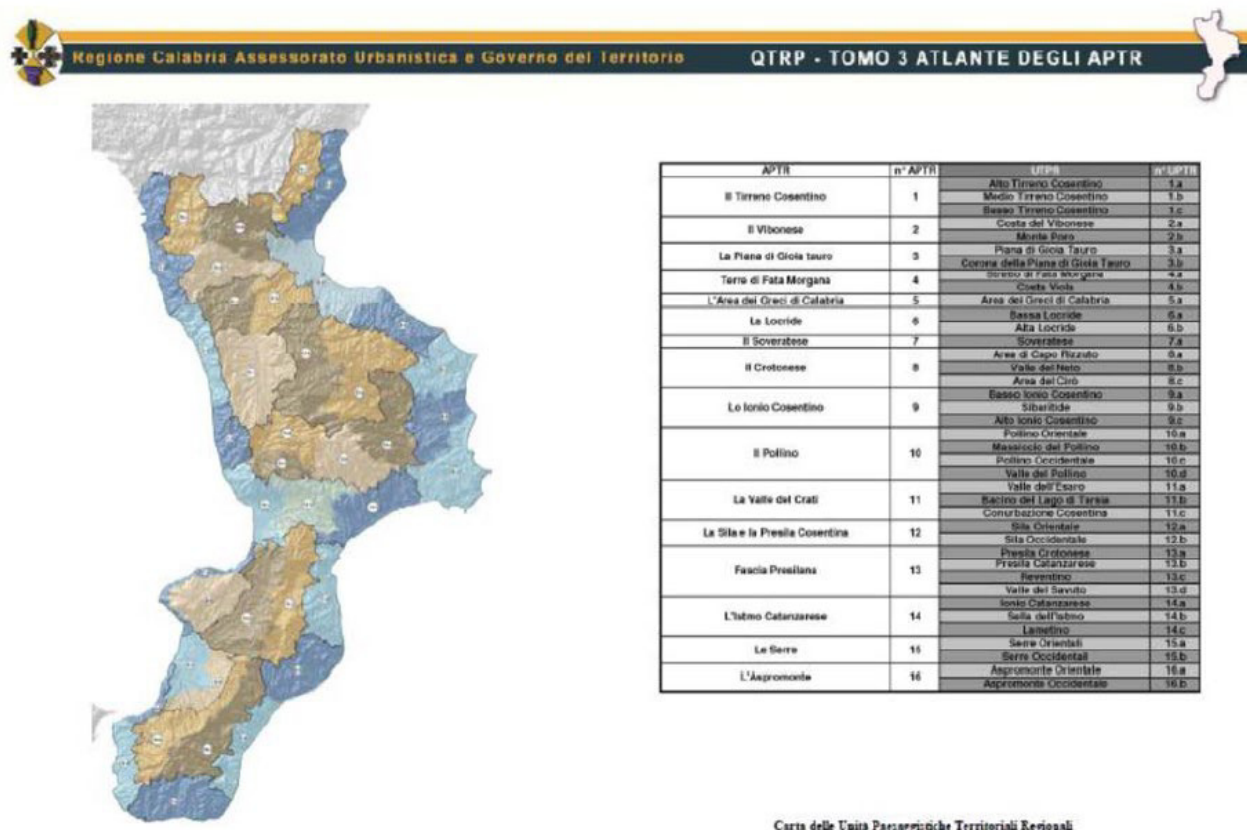 Regione Calabria Assessorato Urbanistica e Governo del Territorio
QTRP - TOMO 3 ATLANTE DEGLI APTR
APTR n° APTR UTPR n° UPTR
Il Tirreno Cosentino 1 Alto Tirreno Cosentino 1.a
Medio Tirreno Cosentino 1.b
Basso Tirreno Cosentino 1.c
Il Vibonese 2 Costa del Vibonese 2.a
Monte Poro 2.b
La Piana di Gioia tauro 3 Piana di Gioia Tauro 3.a
Corona della Piana di Gioia Tauro 3.b
Terre di Fata Morgana 4 Stretto di Fata Morgana 4.a
Costa Viola 4.b
L'Area dei Greci di Calabria 5 Area dei Greci di Calabria 5.a
La Locride 6 Bassa Locride 6.a
Alta Locride 6.b
Il Soveratese 7 Soveratese 7.a
Il Crotonese 8 Area di Capo Rizzuto 8.a
Valle del Neto 8.b
Area del Cirò 8.c
Lo Ionio Cosentino 9 Basso Ionio Cosentino 9.a
Sibaritide 9.b
Alto Ionio Cosentino 9.c
Il Pollino 10 Pollino Orientale 10.a
Massiccio del Pollino 10.b
Pollino Occidentale 10.c
Valle del Pollino 10.d
La Valle del Crati 11 Valle dell'Esaro 11.a
Bacino del Lago di Tarsia 11.b
Conurbazione Cosentina 11.c
La Sila e la Presila Cosentina 12 Sila Orientale 12.a
Sila Occidentale 12.b
Fascia Presilana 13 Presila Crotonese 13.a
Presila Catanzarese 13.b
Reventino 13.c
Valle del Savuto 13.d
L'Istmo Catanzarese 14 Ionio Catanzarese 14.a
Sella dell'Istmo 14.b
Lametino 14.c
Le Serre 15 Serre Orientali 15.a
Serre Occidentali 15.b
L'Aspromonte 16 Aspromonte Orientale 16.a
Aspromonte Occidentale 16.b
Carta delle Unità Paesaggistiche Territoriali Regionali